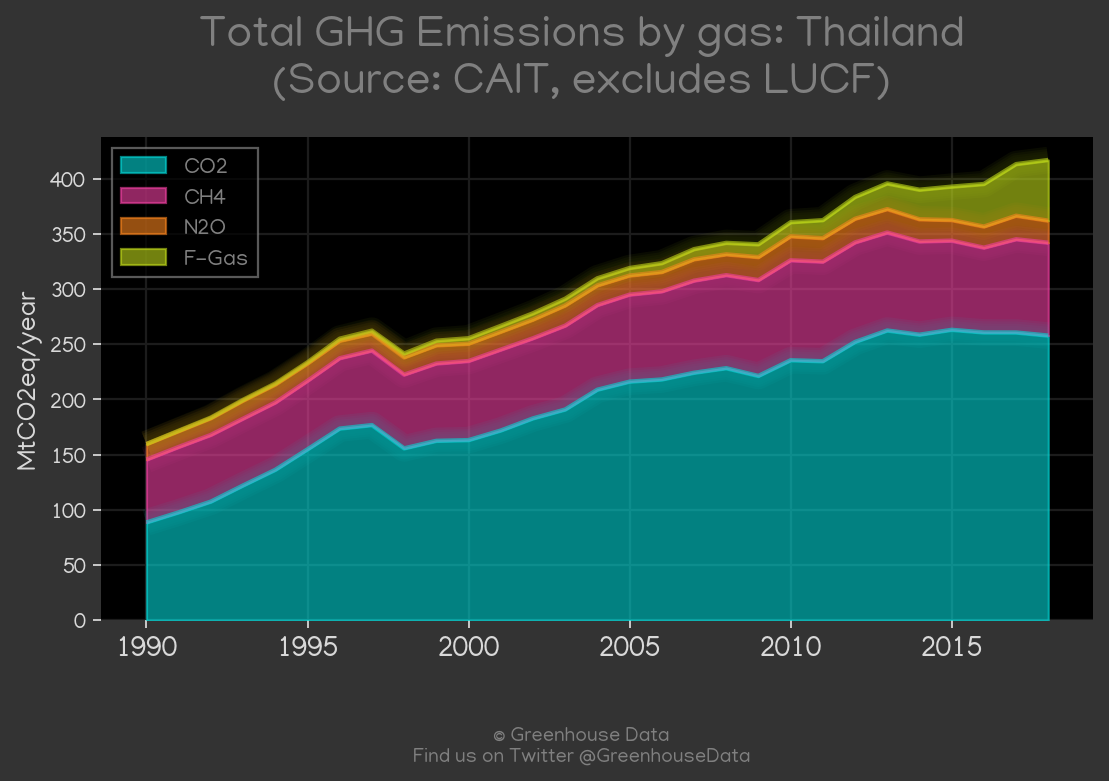 Total GHG Emissions by gas: Thailand
(Source: CAIT, excludes LUCF)
CO2
CH4
N2O
F-Gas
MtCO2eq/year
400
350
300
250
200
150
100
50
0
1990 1995 2000 2005 2010 2015
© Greenhouse Data
Find us on Twitter @GreenhouseData